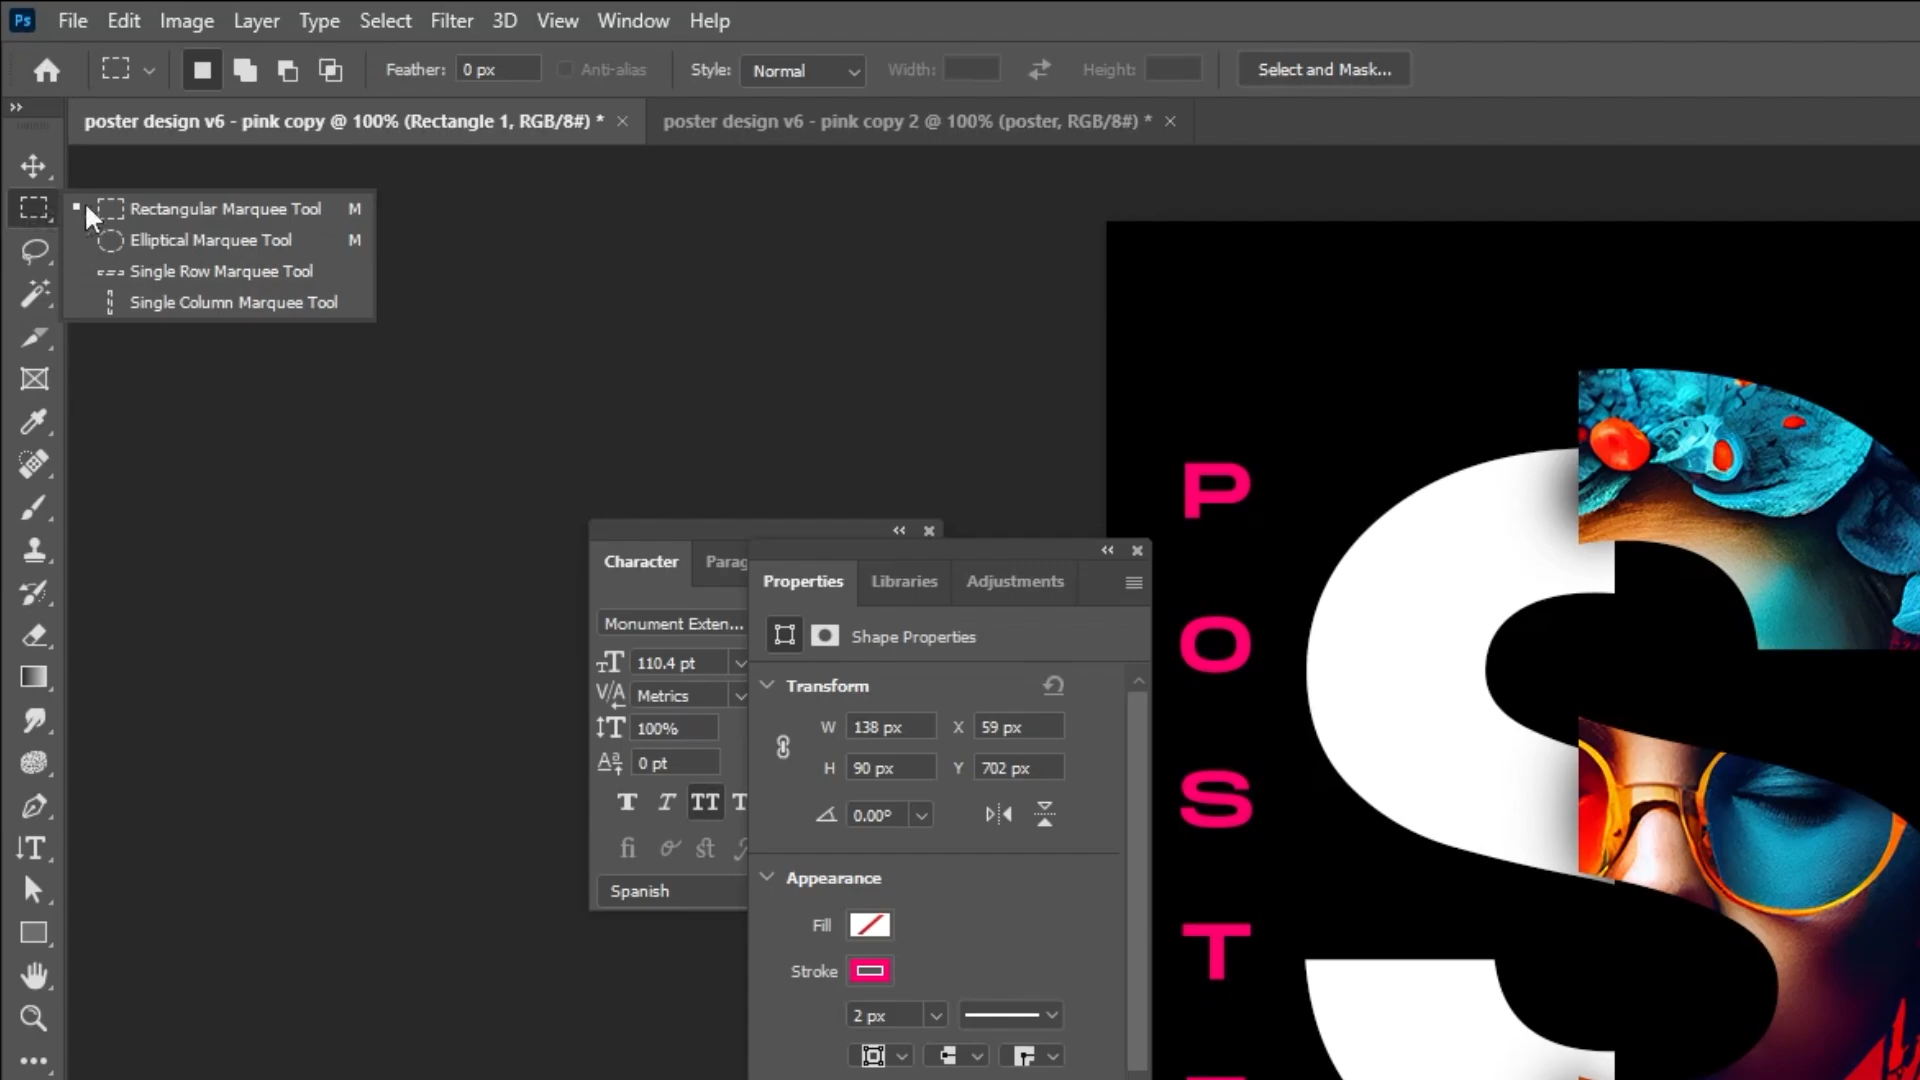 Ps File Edit Image Layer Type Select Filter 3D View Window Help
Feather: 0 px Anti-alias Style: Normal Width: Height: Select and Mask...
poster design v6 - pink copy @ 100% (Rectangle 1, RGB/8#) *
poster design v6 - pink copy 2 @ 100% (poster, RGB/8#) *
Rectangular Marquee Tool M
Elliptical Marquee Tool M
Single Row Marquee Tool
Single Column Marquee Tool
Character Parag
Monument Exten...
110.4 pt
Metrics
100%
0 pt
T T TT T
fi st
Spanish
Properties Libraries Adjustments
Shape Properties
Transform
W 138 px X 59 px
H 90 px Y 702 px
0.00°
Appearance
Fill
Stroke
2 px
P
O
S
T
S